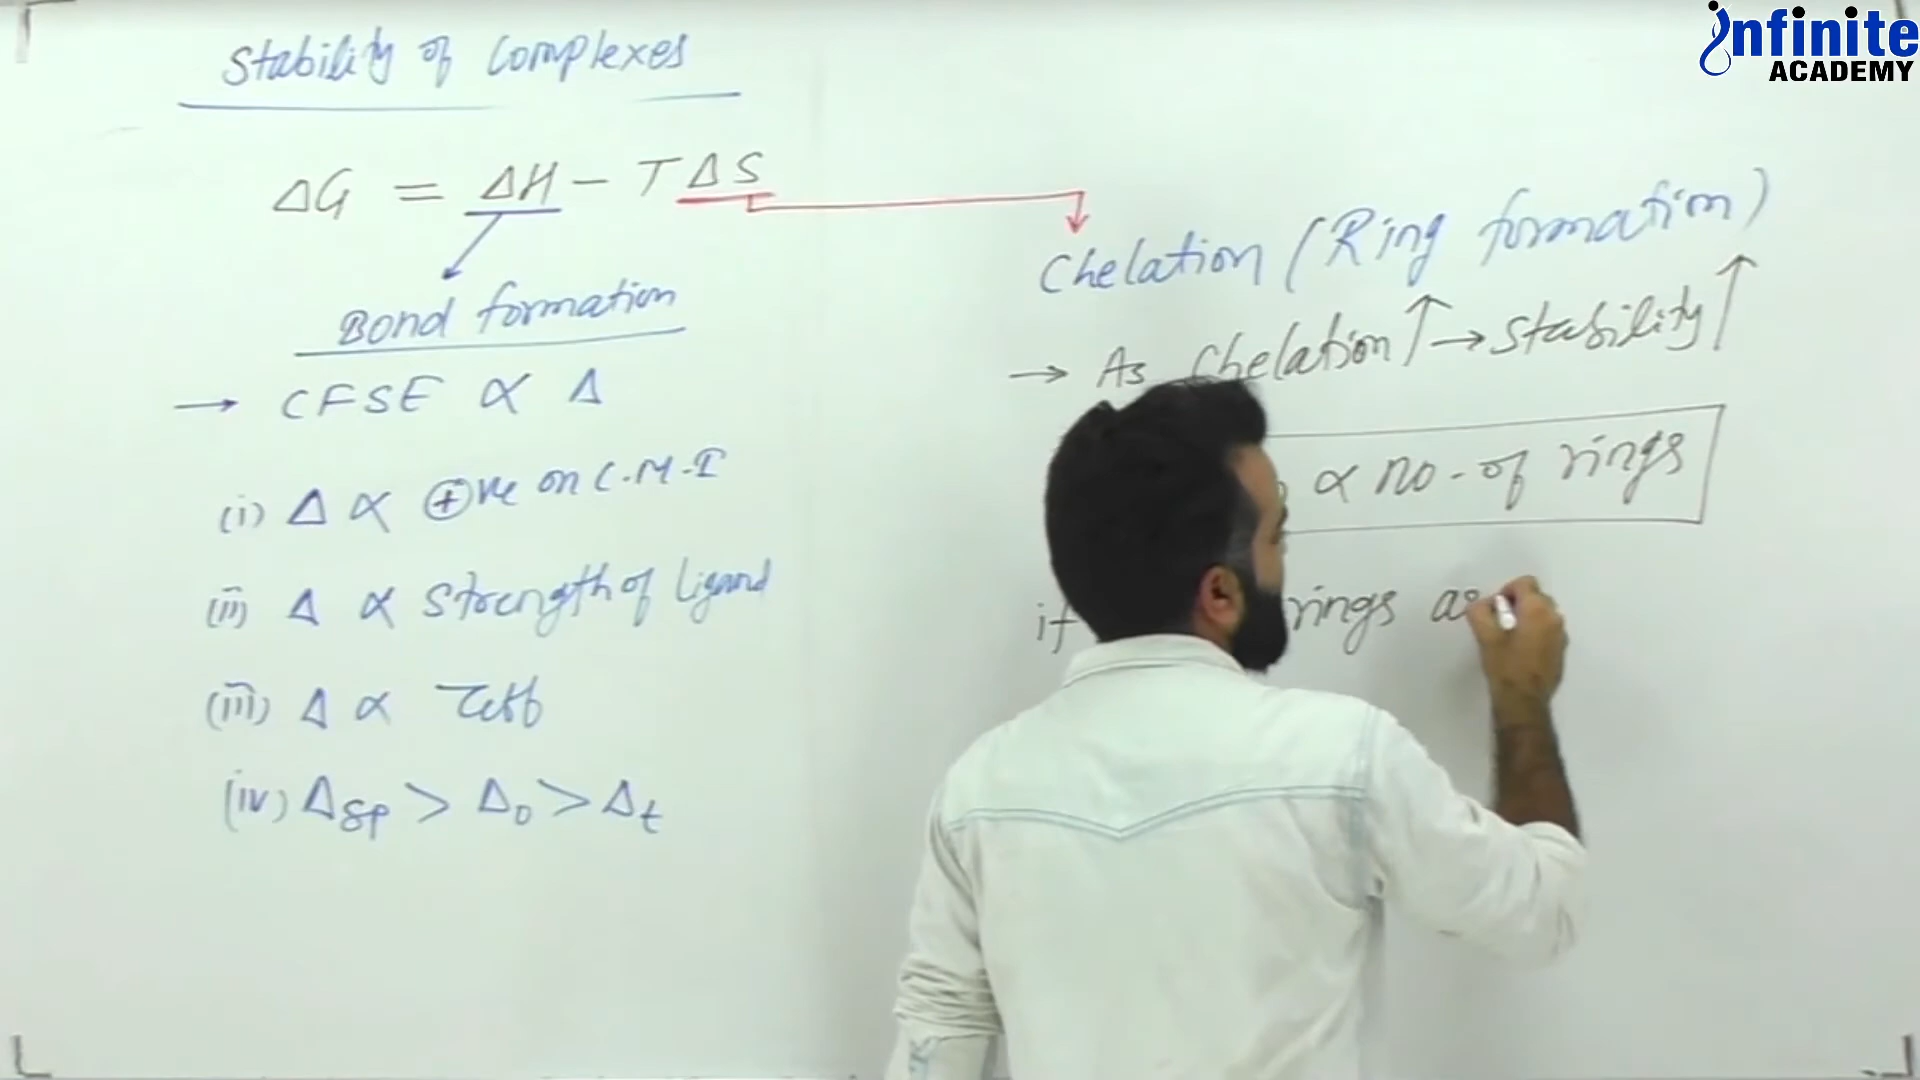 infinite
ACADEMY
Stability of Complexes
ΔG = ΔH - TΔS
Bond formation
→ CFSE ∝ Δ
(i) Δ ∝ ⊕ve on C.M.I
(ii) Δ ∝ Strength of Ligand
(iii) Δ ∝ Zeff
(iv) Δsp > Δo > Δt
Chelation (Ring formation)
→ As Chelation ↑ → Stability ↑
∝ no. of rings
if rings